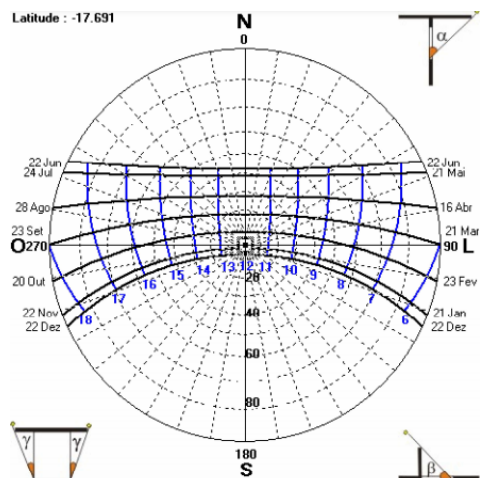 Latitude : -17.691
N
0
α
22 Jun
22 Jun
24 Jul
21 Mai
28 Ago
16 Abr
23 Set
21 Mar
O 270
90 L
20 Out
23 Fev
18 17 16 15 14 13 12 11 10 9 8 7 6
22 Nov
21 Jan
22 Dez
22 Dez
20
40
60
80
γ γ
β
180
S